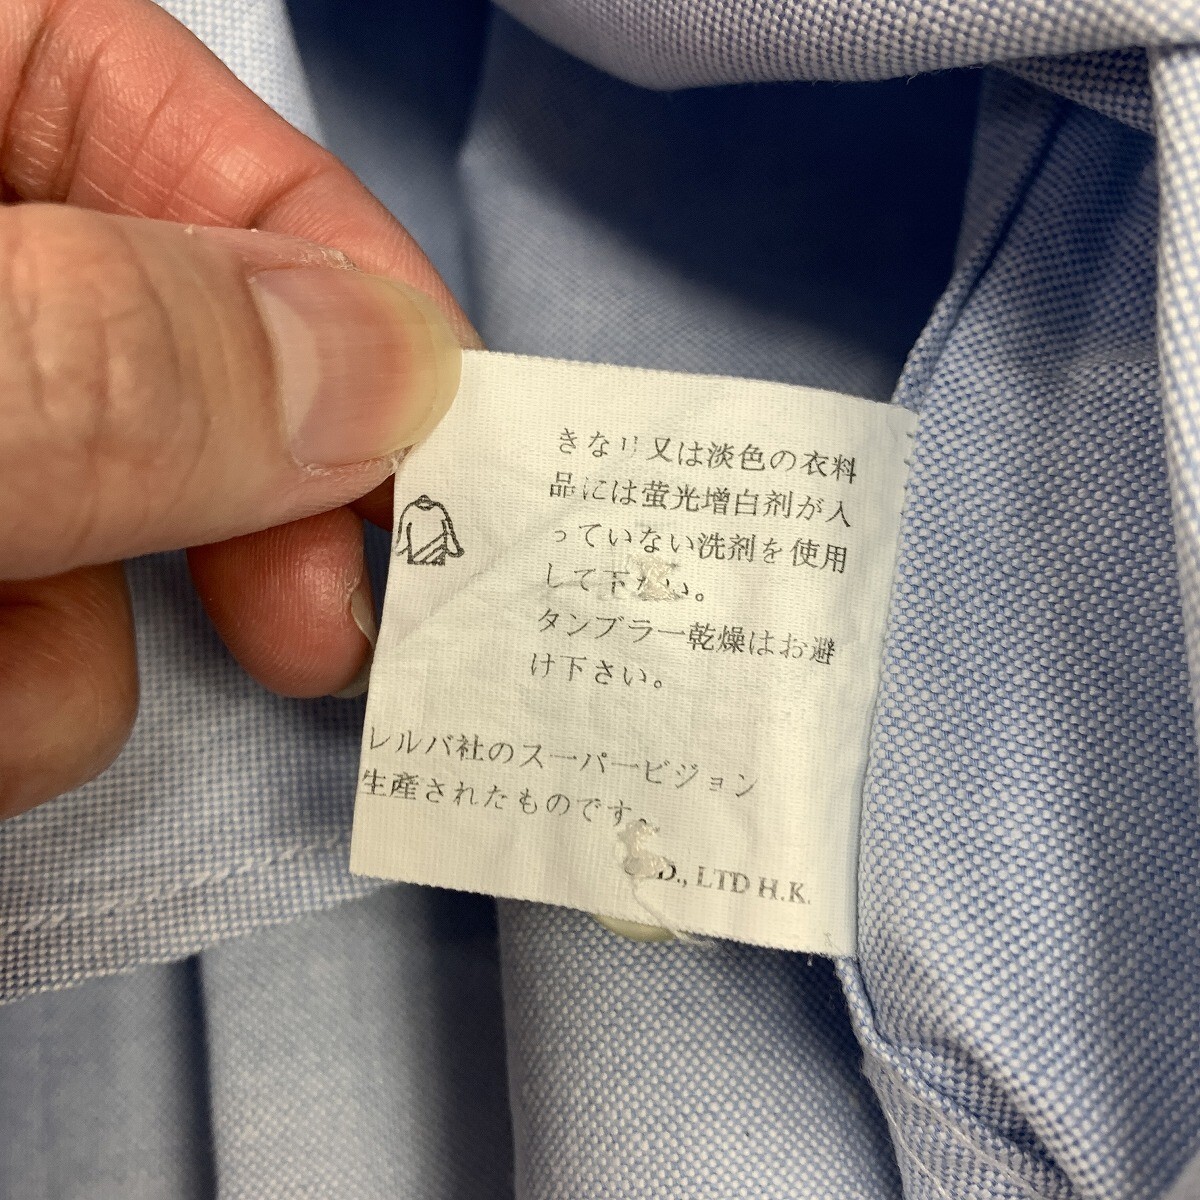 きなり又は淡色の衣料
品には蛍光増白剤が入
っていない洗剤を使用
して下さい。
タンブラー乾燥はお避
け下さい。
レルバ社のスーパービジョン
生産されたものです。
D., LTD H.K.